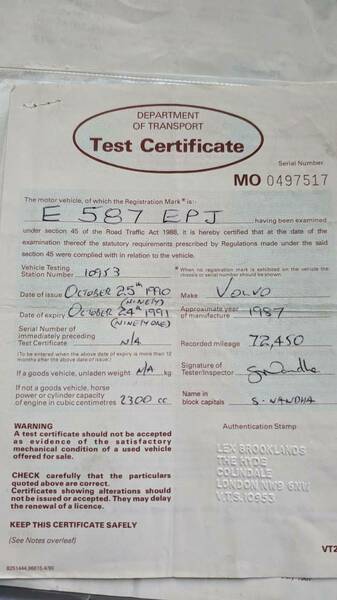 DEPARTMENT
OF TRANSPORT
Test Certificate
Serial Number
MO 0497517
The motor vehicle, of which the Registration Mark * is:-
E 587 EPJ having been examined
under section 45 of the Road Traffic Act 1988, it is hereby certified that at the date of the
examination thereof the statutory requirements prescribed by Regulations made under the said
section 45 were complied with in relation to the vehicle.
Vehicle Testing
Station Number 10953
* When no registration mark is exhibited on the vehicle the
chassis or serial number should be shown.
Date of issue OCTOBER 25th 1990
(NINETY)
Make VOLVO
Date of expiry OCTOBER 24th 1991
(NINETY ONE)
Approximate year
of manufacture 1987
Serial Number of
immediately preceding
Test Certificate N/A
Recorded mileage 72,450
(To be entered when the above date of expiry is more than 12
months after the above date of issue.)
If a goods vehicle, unladen weight N/A kg
Signature of
Tester/Inspector
If not a goods vehicle, horse
power or cylinder capacity
of engine in cubic centimetres 2300 cc
Name in
block capitals S. NANDHA
WARNING
A test certificate should not be accepted
as evidence of the satisfactory
mechanical condition of a used vehicle
offered for sale.
CHECK carefully that the particulars
quoted above are correct.
Certificates showing alterations should
not be issued or accepted. They may delay
the renewal of a licence.
KEEP THIS CERTIFICATE SAFELY
(See Notes overleaf)
Authentication Stamp
LEX BROOKLANDS
THE HYDE
COLINDALE
LONDON NW9 6NW
V.T.S. 10953
VT2